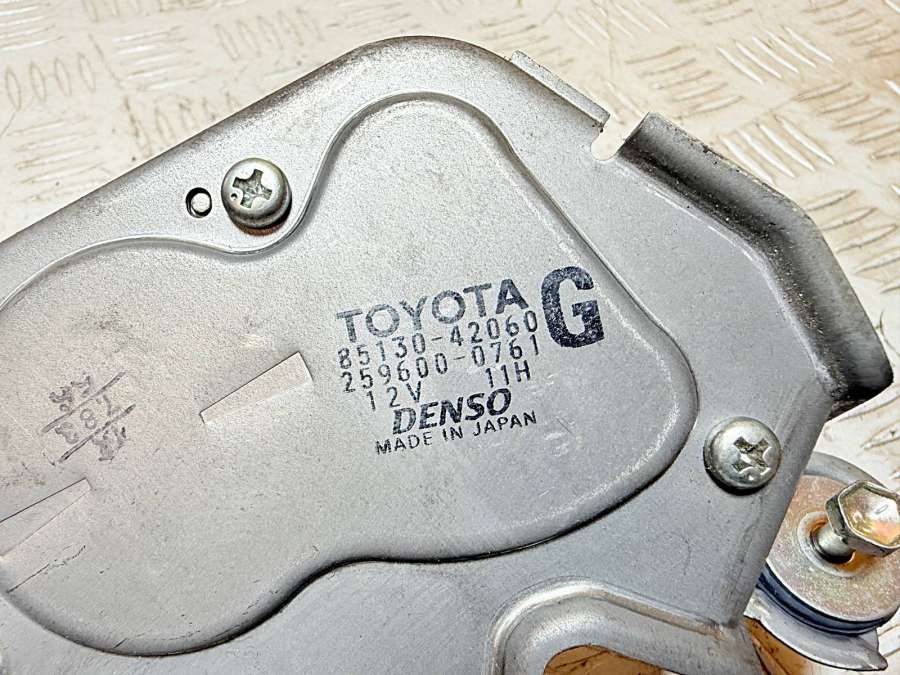 TOYOTA G
85130-42060
259600-0761
12V 11H
DENSO
MADE IN JAPAN